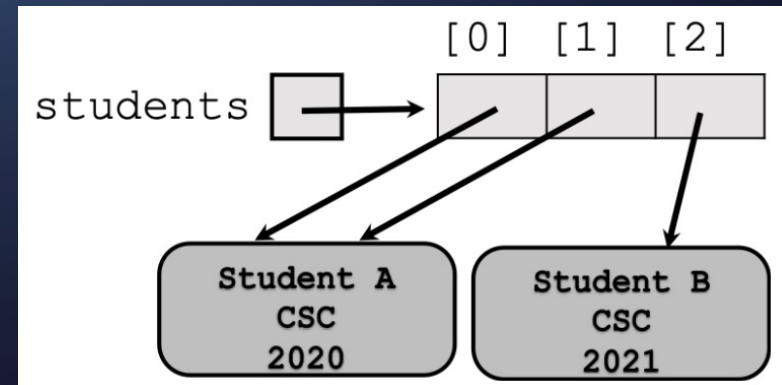 [0] [1] [2]
students
Student A
CSC
2020
Student B
CSC
2021